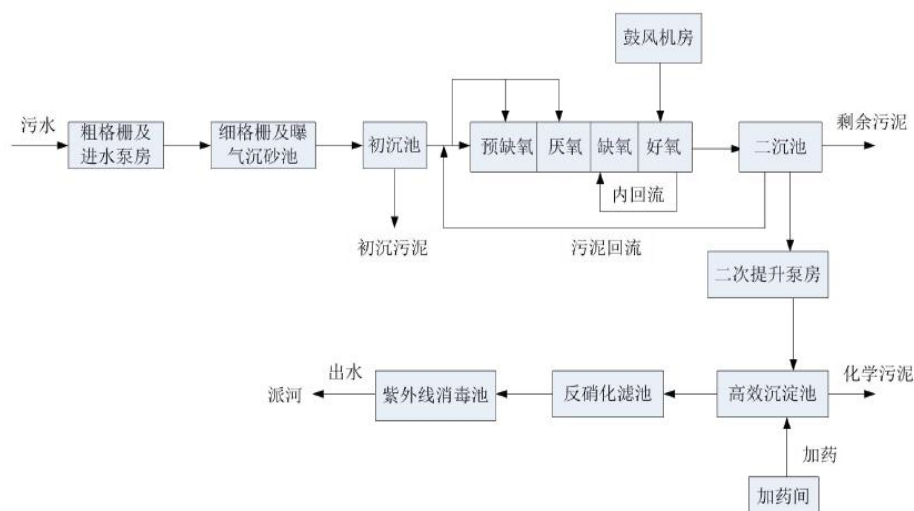 鼓风机房
污水
粗格栅及
进水泵房
细格栅及曝
气沉砂池
初沉池
预缺氧
厌氧
缺氧
好氧
二沉池
剩余污泥
内回流
初沉污泥
污泥回流
二次提升泵房
派河
出水
紫外线消毒池
反硝化滤池
高效沉淀池
化学污泥
加药
加药间